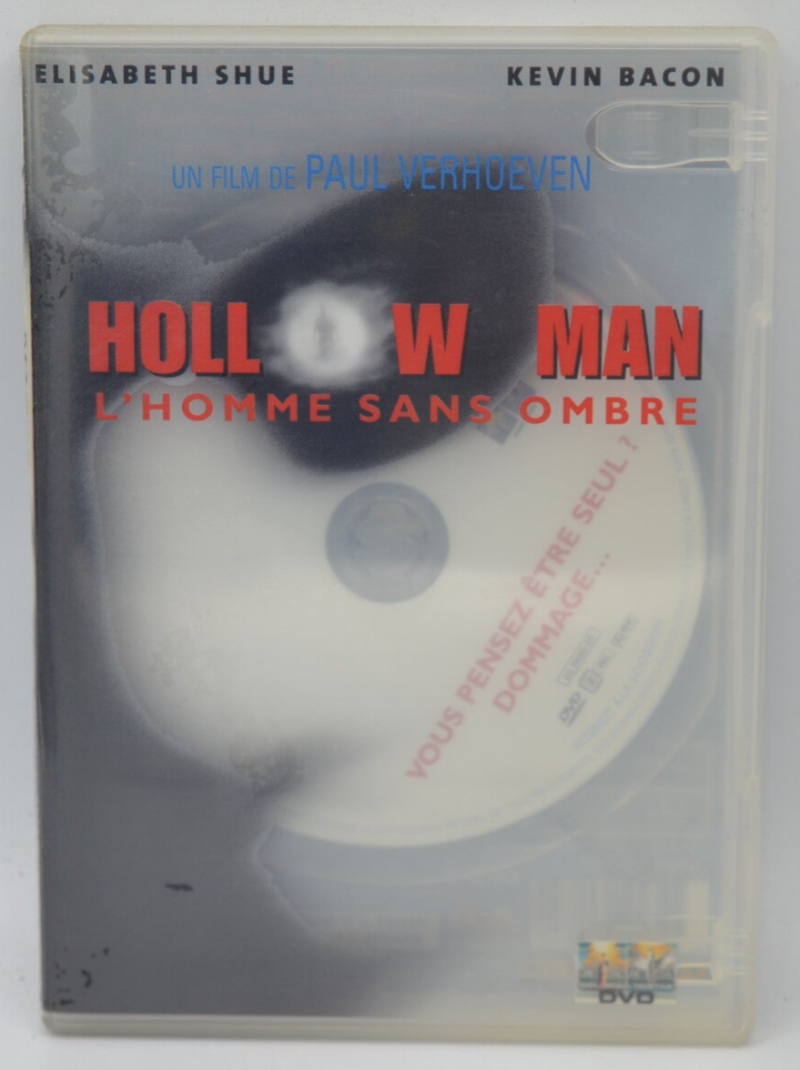 ELISABETH SHUE KEVIN BACON
UN FILM DE PAUL VERHOEVEN
HOLL W MAN
L'HOMME SANS OMBRE
VOUS PENSEZ ÊTRE SEUL ?
DOMMAGE...
DVD
DVD